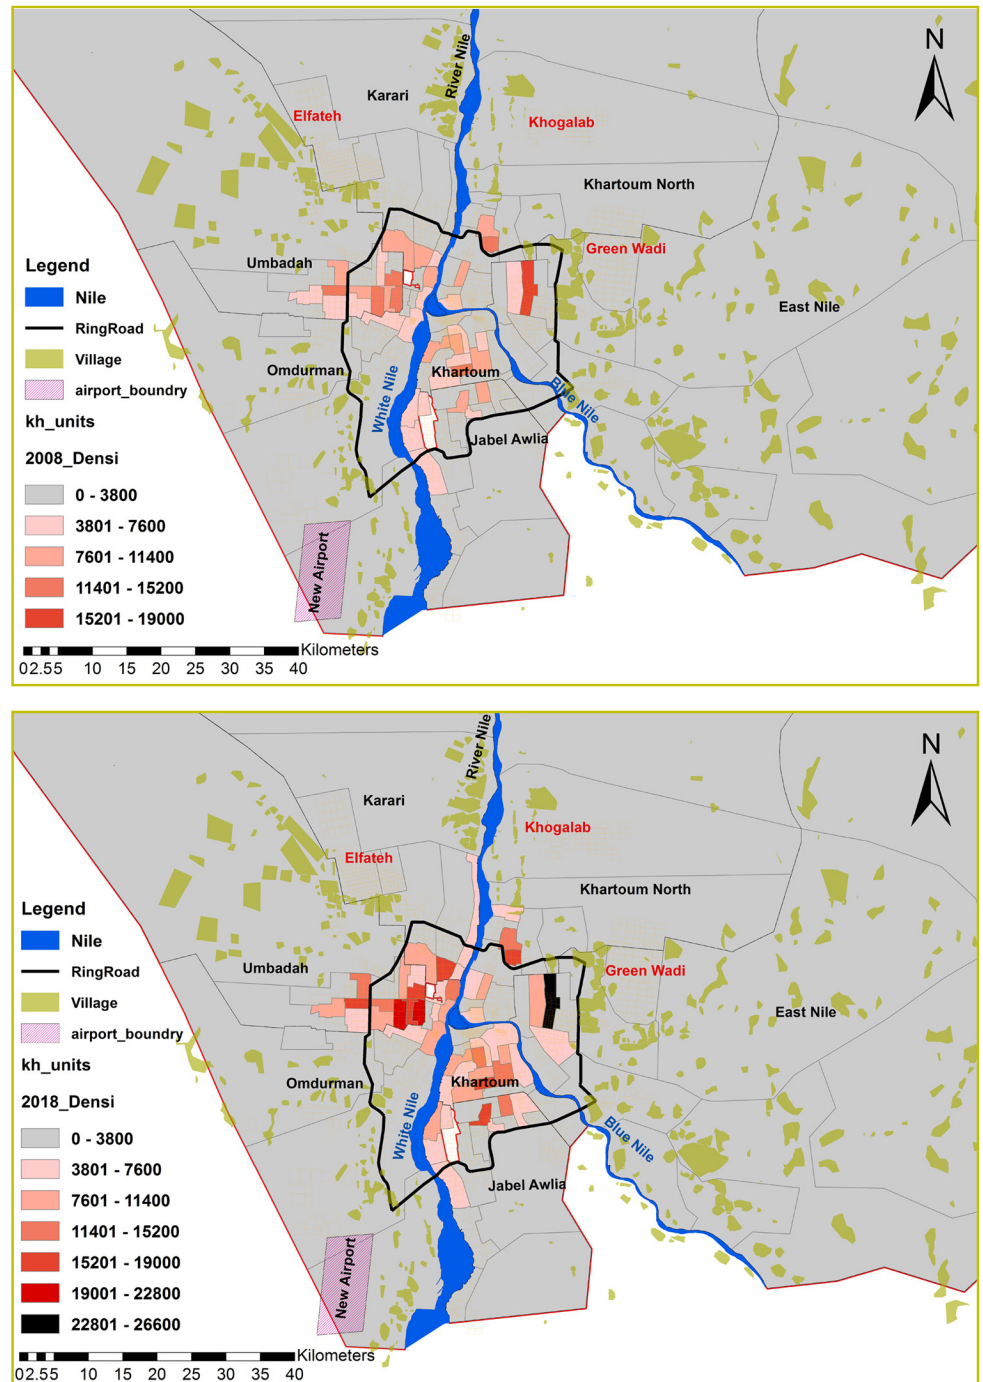 N
River Nile
Karari
Elfateh
Khogalab
Khartoum North
Green Wadi
Umbadah
East Nile
Legend
Nile
RingRoad
Village
airport_boundry
kh_units
2008_Densi
0 - 3800
3801 - 7600
7601 - 11400
11401 - 15200
15201 - 19000
Omdurman
White Nile
Khartoum
Blue Nile
Jabel Awlia
New Airport
Kilometers
02.55 10 15 20 25 30 35 40
N
River Nile
Karari
Khogalab
Elfateh
Khartoum North
Green Wadi
Umbadah
East Nile
Legend
Nile
RingRoad
Village
airport_boundry
kh_units
2018_Densi
0 - 3800
3801 - 7600
7601 - 11400
11401 - 15200
15201 - 19000
19001 - 22800
22801 - 26600
Omdurman
Khartoum
White Nile
Blue Nile
Jabel Awlia
New Airport
Kilometers
02.55 10 15 20 25 30 35 40